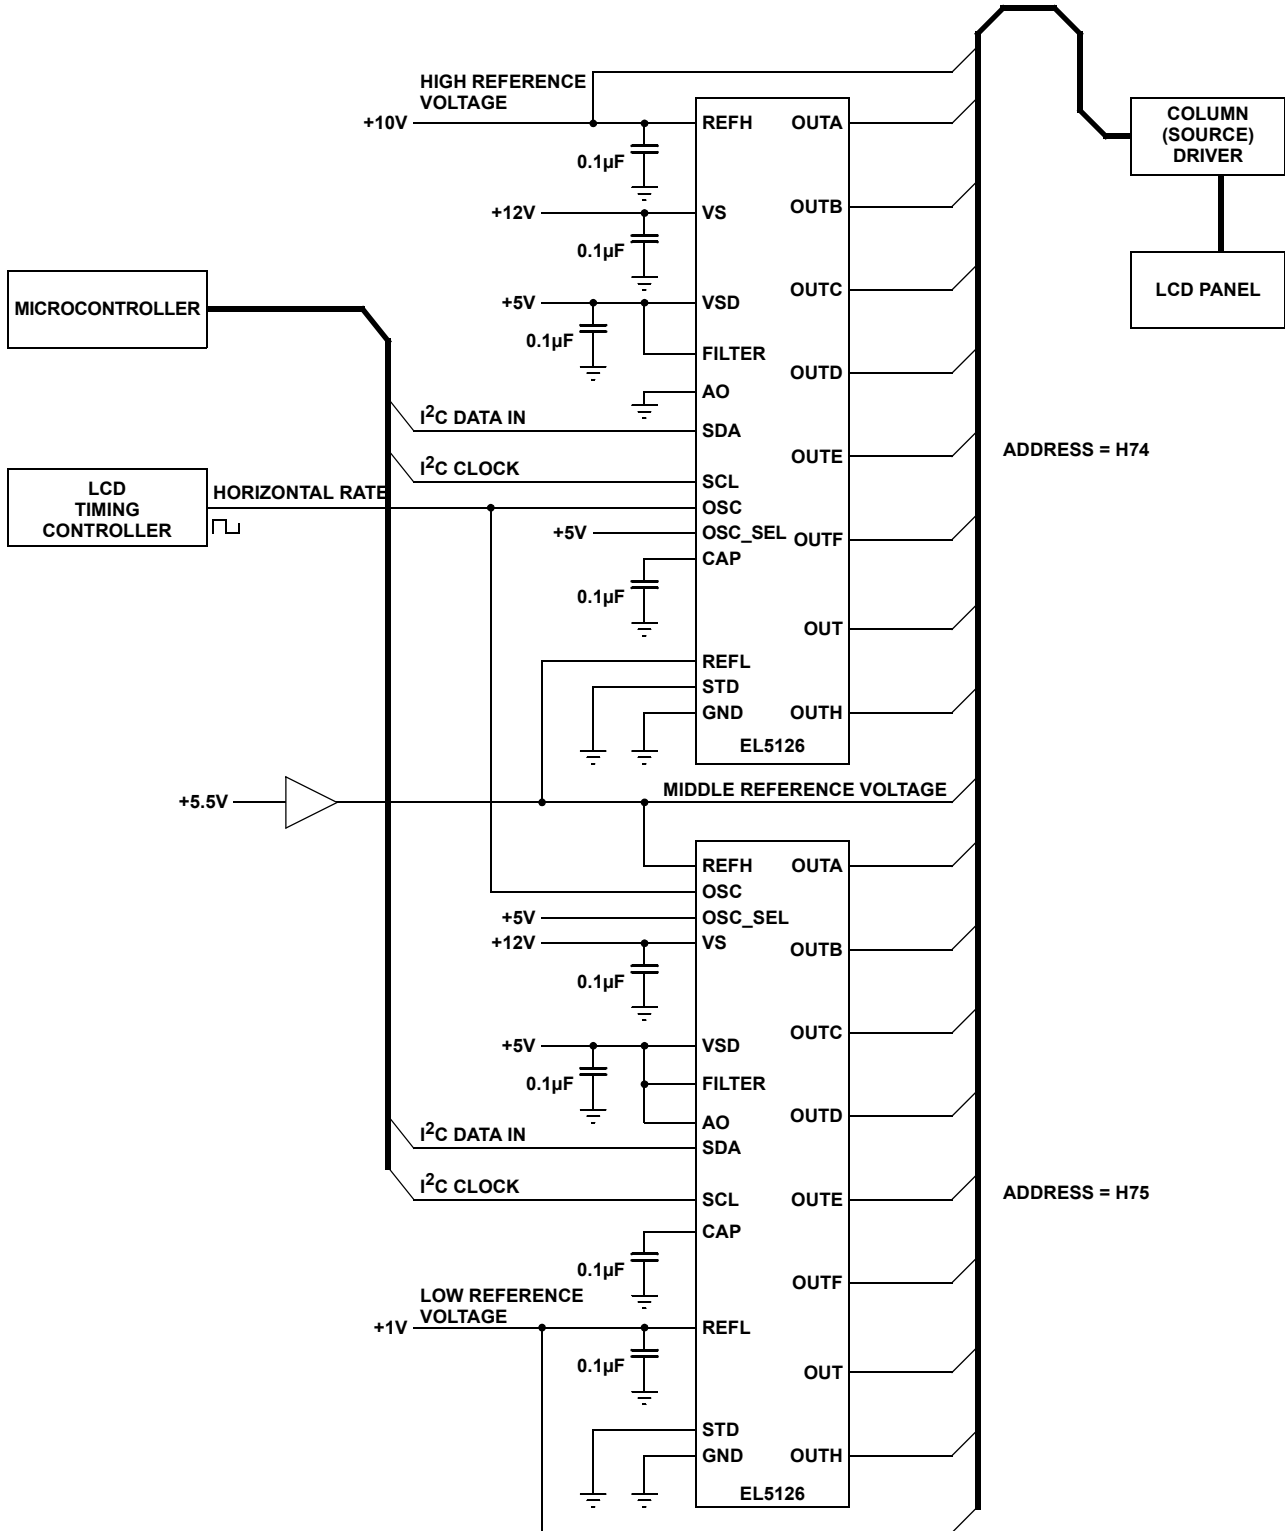 HIGH REFERENCE
VOLTAGE
+10V
REFH
OUTA
COLUMN
(SOURCE)
DRIVER
0.1µF
+12V
VS
OUTB
0.1µF
MICROCONTROLLER
+5V
VSD
OUTC
LCD PANEL
0.1µF
FILTER
OUTD
AO
I²C DATA IN
SDA
OUTE
ADDRESS = H74
I²C CLOCK
SCL
LCD
TIMING
CONTROLLER
HORIZONTAL RATE
OSC
+5V
OSC_SEL
OUTF
CAP
0.1µF
OUT
REFL
STD
GND
OUTH
EL5126
+5.5V
MIDDLE REFERENCE VOLTAGE
REFH
OUTA
OSC
+5V
OSC_SEL
+12V
VS
OUTB
0.1µF
OUTC
+5V
VSD
0.1µF
FILTER
OUTD
AO
I²C DATA IN
SDA
I²C CLOCK
SCL
OUTE
ADDRESS = H75
CAP
0.1µF
OUTF
LOW REFERENCE
VOLTAGE
+1V
REFL
0.1µF
OUT
STD
GND
OUTH
EL5126